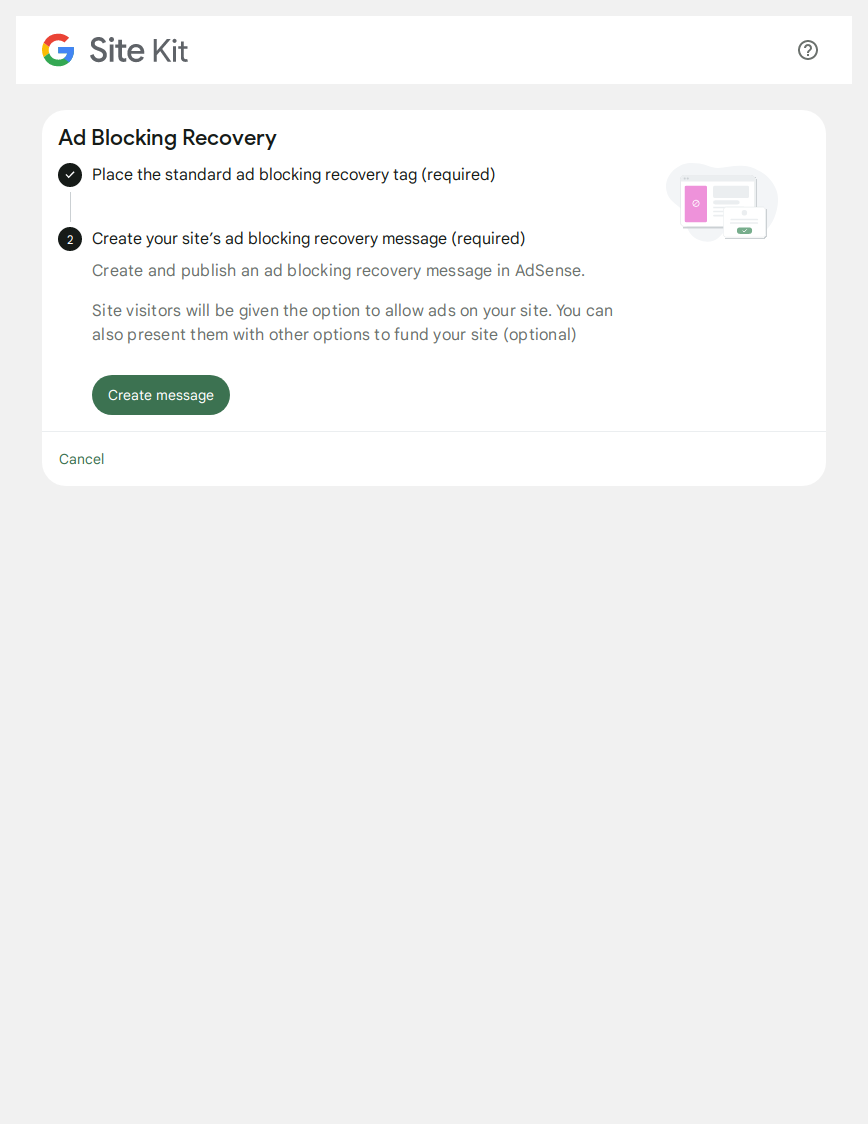 Site Kit
Ad Blocking Recovery
Place the standard ad blocking recovery tag (required)
2
Create your site’s ad blocking recovery message (required)
Create and publish an ad blocking recovery message in AdSense.
Site visitors will be given the option to allow ads on your site. You can
also present them with other options to fund your site (optional)
Create message
Cancel